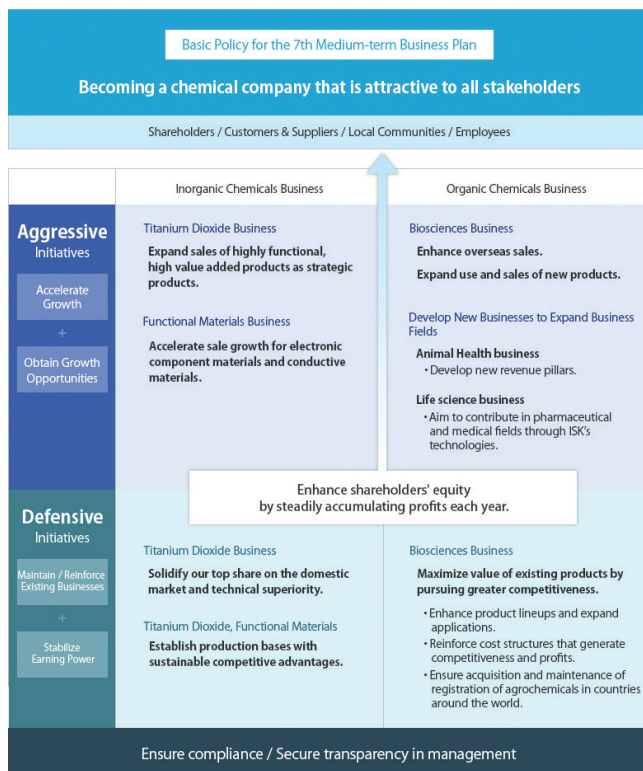 Basic Policy for the 7th Medium-term Business Plan
Becoming a chemical company that is attractive to all stakeholders
Shareholders / Customers & Suppliers / Local Communities / Employees
Inorganic Chemicals Business
Organic Chemicals Business
Aggressive
Initiatives
Accelerate
Growth
+
Obtain Growth
Opportunities
Titanium Dioxide Business
Expand sales of highly functional,
high value added products as strategic
products.
Functional Materials Business
Accelerate sale growth for electronic
component materials and conductive
materials.
Biosciences Business
Enhance overseas sales.
Expand use and sales of new products.
Develop New Businesses to Expand Business
Fields
Animal Health business
・Develop new revenue pillars.
Life science business
・Aim to contribute in pharmaceutical
and medical fields through ISK's
technologies.
Enhance shareholders' equity
by steadily accumulating profits each year.
Defensive
Initiatives
Maintain / Reinforce
Existing Businesses
+
Stabilize
Earning Power
Titanium Dioxide Business
Solidify our top share on the domestic
market and technical superiority.
Titanium Dioxide, Functional Materials
Establish production bases with
sustainable competitive advantages.
Biosciences Business
Maximize value of existing products by
pursuing greater competitiveness.
・Enhance product lineups and expand
applications.
・Reinforce cost structures that generate
competitiveness and profits.
・Ensure acquisition and maintenance of
registration of agrochemicals in countries
around the world.
Ensure compliance / Secure transparency in management